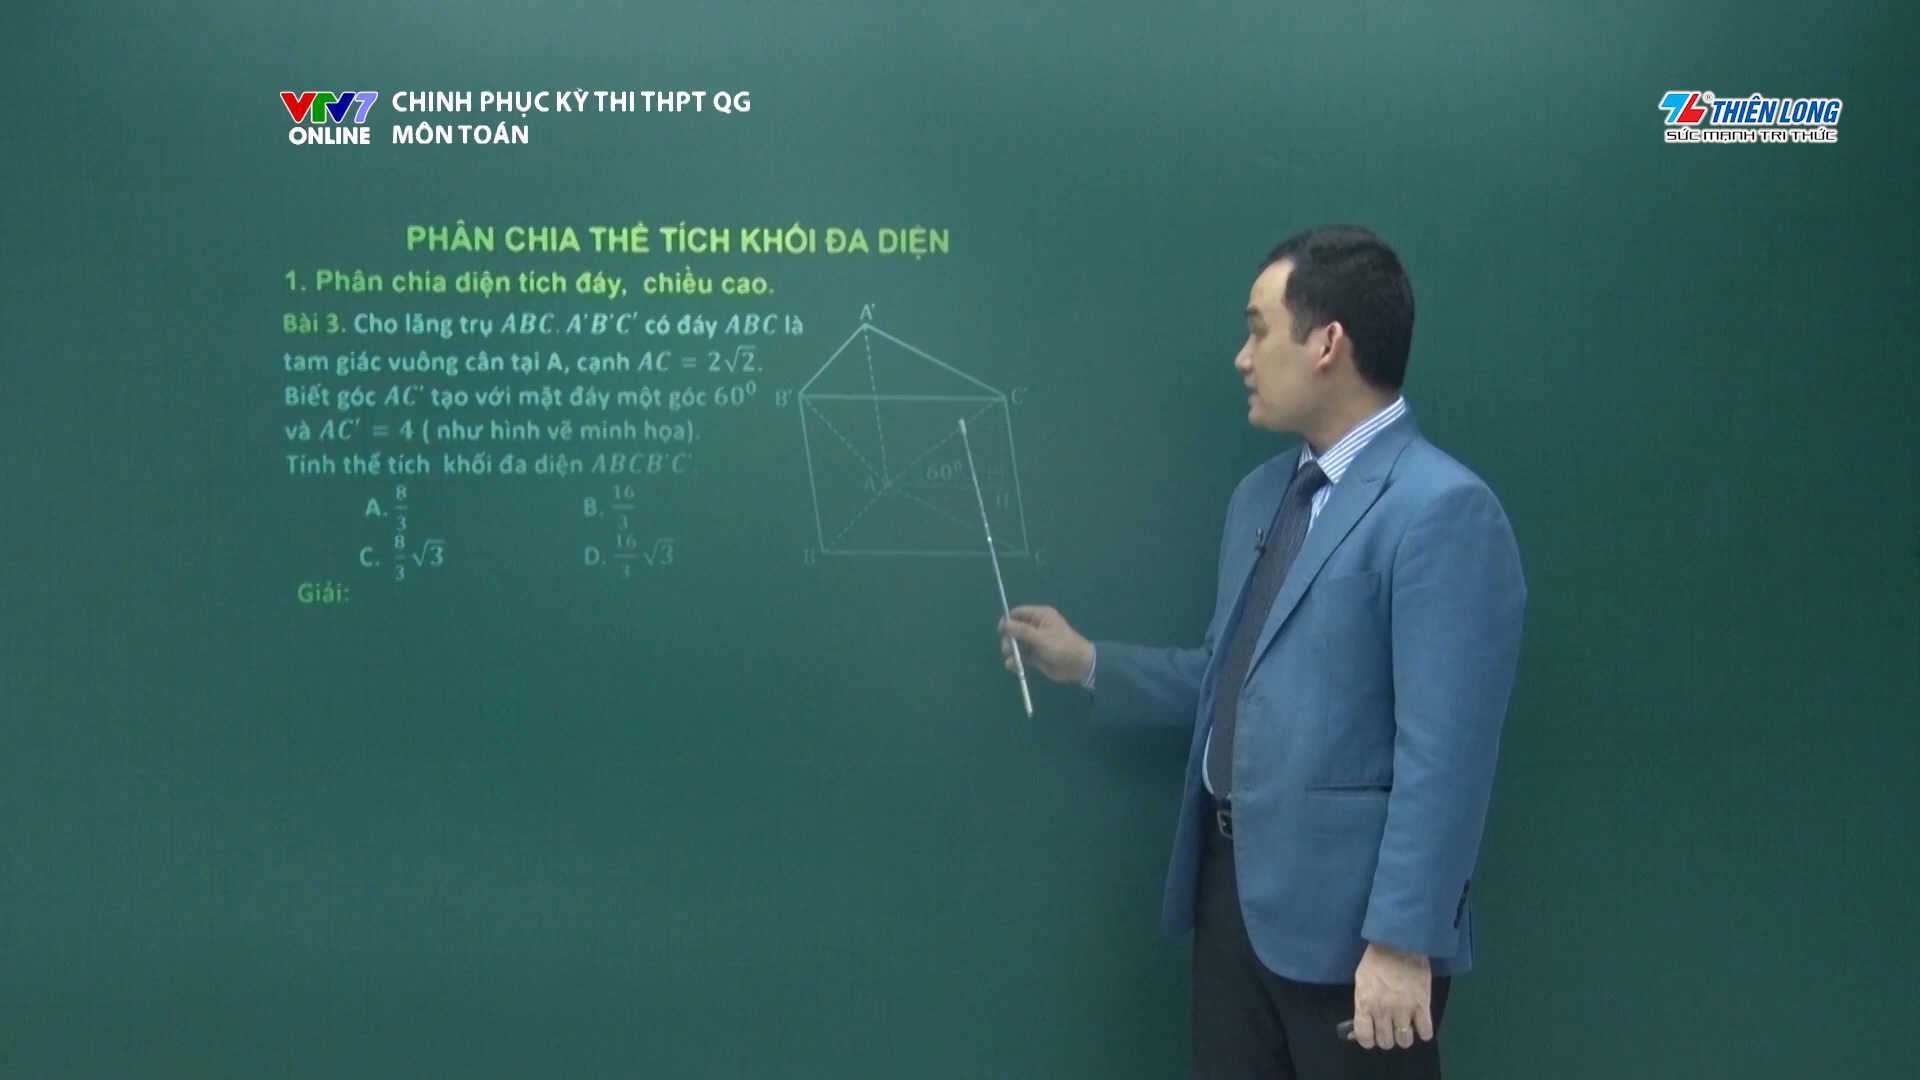 VTV7
ONLINE
CHINH PHỤC KỲ THI THPT QG
MÔN TOÁN
THIÊN LONG
SỨC MẠNH TRI THỨC
PHÂN CHIA THỂ TÍCH KHỐI ĐA DIỆN
1. Phân chia diện tích đáy, chiều cao.
Bài 3. Cho lăng trụ ABC. A'B'C' có đáy ABC là
tam giác vuông cân tại A, cạnh AC = 2√2.
Biết góc AC' tạo với mặt đáy một góc 60⁰
và AC' = 4 ( như hình vẽ minh họa).
Tính thể tích khối đa diện ABCB'C'.
A. 8/3 B. 16/3
C. 8/3 √3 D. 16/3 √3
Giải:
A'
B' C'
A 60⁰
H
B C